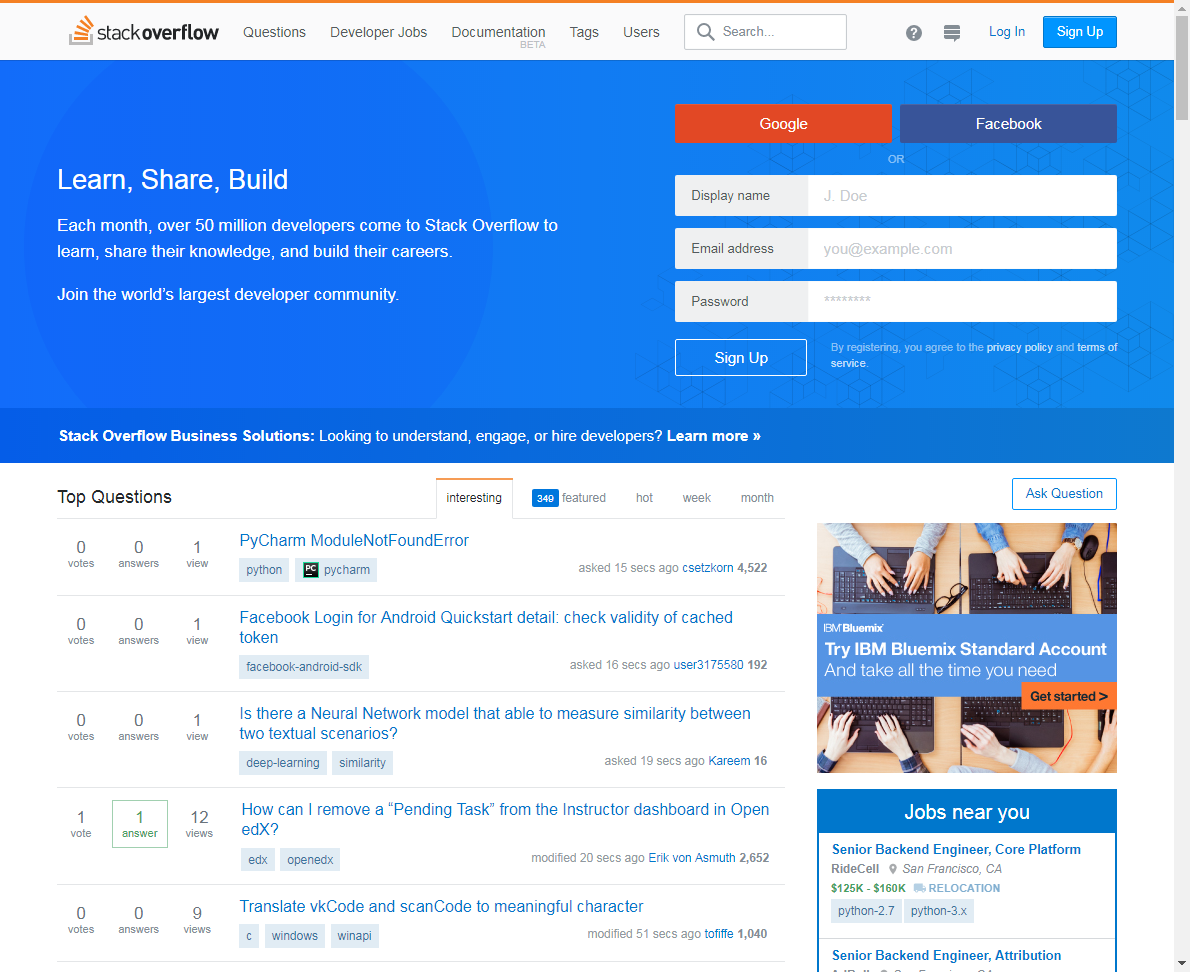 stackoverflow Questions Developer Jobs Documentation Tags Users Search... ? Log In Sign Up
BETA
Google Facebook
OR
Learn, Share, Build
Display name J. Doe
Each month, over 50 million developers come to Stack Overflow to
learn, share their knowledge, and build their careers.
Email address you@example.com
Join the world's largest developer community.
Password ********
Sign Up
By registering, you agree to the privacy policy and terms
of service.
Stack Overflow Business Solutions: Looking to understand, engage, or hire developers? Learn more »
Top Questions interesting 349 featured hot week month
Ask Question
0 votes 0 answers 1 view
PyCharm ModuleNotFoundError
python PC pycharm
asked 15 secs ago csetzkorn 4,522
0 votes 0 answers 1 view
Facebook Login for Android Quickstart detail: check validity of cached
token
facebook-android-sdk
asked 16 secs ago user3175580 192
0 votes 0 answers 1 view
Is there a Neural Network model that able to measure similarity between
two textual scenarios?
deep-learning similarity
asked 19 secs ago Kareem 16
1 vote 1 answer 12 views
How can I remove a “Pending Task” from the Instructor dashboard in Open
edX?
edx openedx
modified 20 secs ago Erik von Asmuth 2,652
0 votes 0 answers 9 views
Translate vkCode and scanCode to meaningful character
c windows winapi
modified 51 secs ago tofiffe 1,040
IBM Bluemix
Try IBM Bluemix Standard Account
And take all the time you need
Get started >
Jobs near you
Senior Backend Engineer, Core Platform
RideCell San Francisco, CA
$125K - $160K RELOCATION
python-2.7 python-3.x
Senior Backend Engineer, Attribution